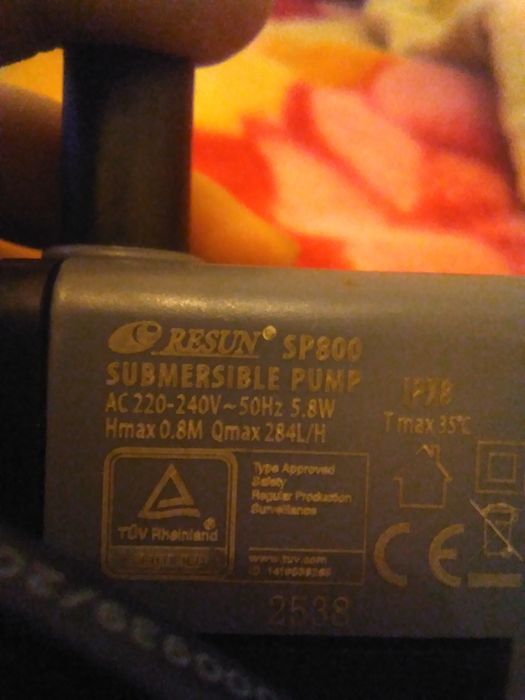 RESUN SP800
SUBMERSIBLE PUMP
AC 220-240V~50Hz 5.8W
Hmax 0.8M Qmax 284L/H
IPX8
T max 35°C
TÜV Rheinland
Type Approved
Safety
Regular Production
Surveillance
www.tuv.com
ID
CE
2538